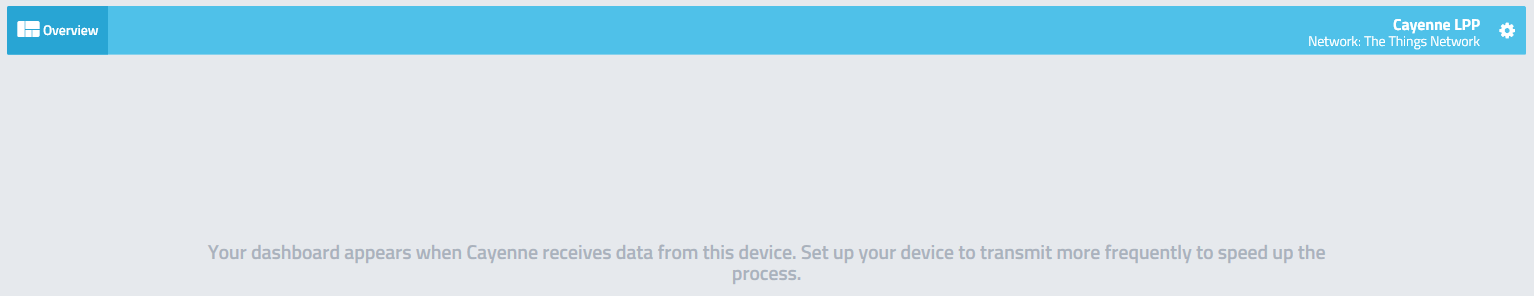 Overview
Cayenne LPP
Network: The Things Network
Your dashboard appears when Cayenne receives data from this device. Set up your device to transmit more frequently to speed up the
process.